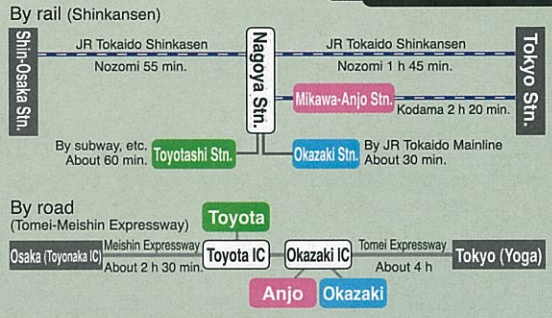 By rail (Shinkansen)
Shin-Osaka Stn.
JR Tokaido Shinkasen
Nozomi 55 min.
Nagoya Stn.
JR Tokaido Shinkansen
Nozomi 1 h 45 min.
Tokyo Stn.
Mikawa-Anjo Stn.
Kodama 2 h 20 min.
By subway, etc.
About 60 min.
Toyotashi Stn.
Okazaki Stn.
By JR Tokaido Mainline
About 30 min.
By road
(Tomei-Meishin Expressway)
Toyota
Osaka (Toyonaka IC)
Meishin Expressway
About 2 h 30 min.
Toyota IC
Okazaki IC
Tomei Expressway
About 4 h
Tokyo (Yoga)
Anjo
Okazaki